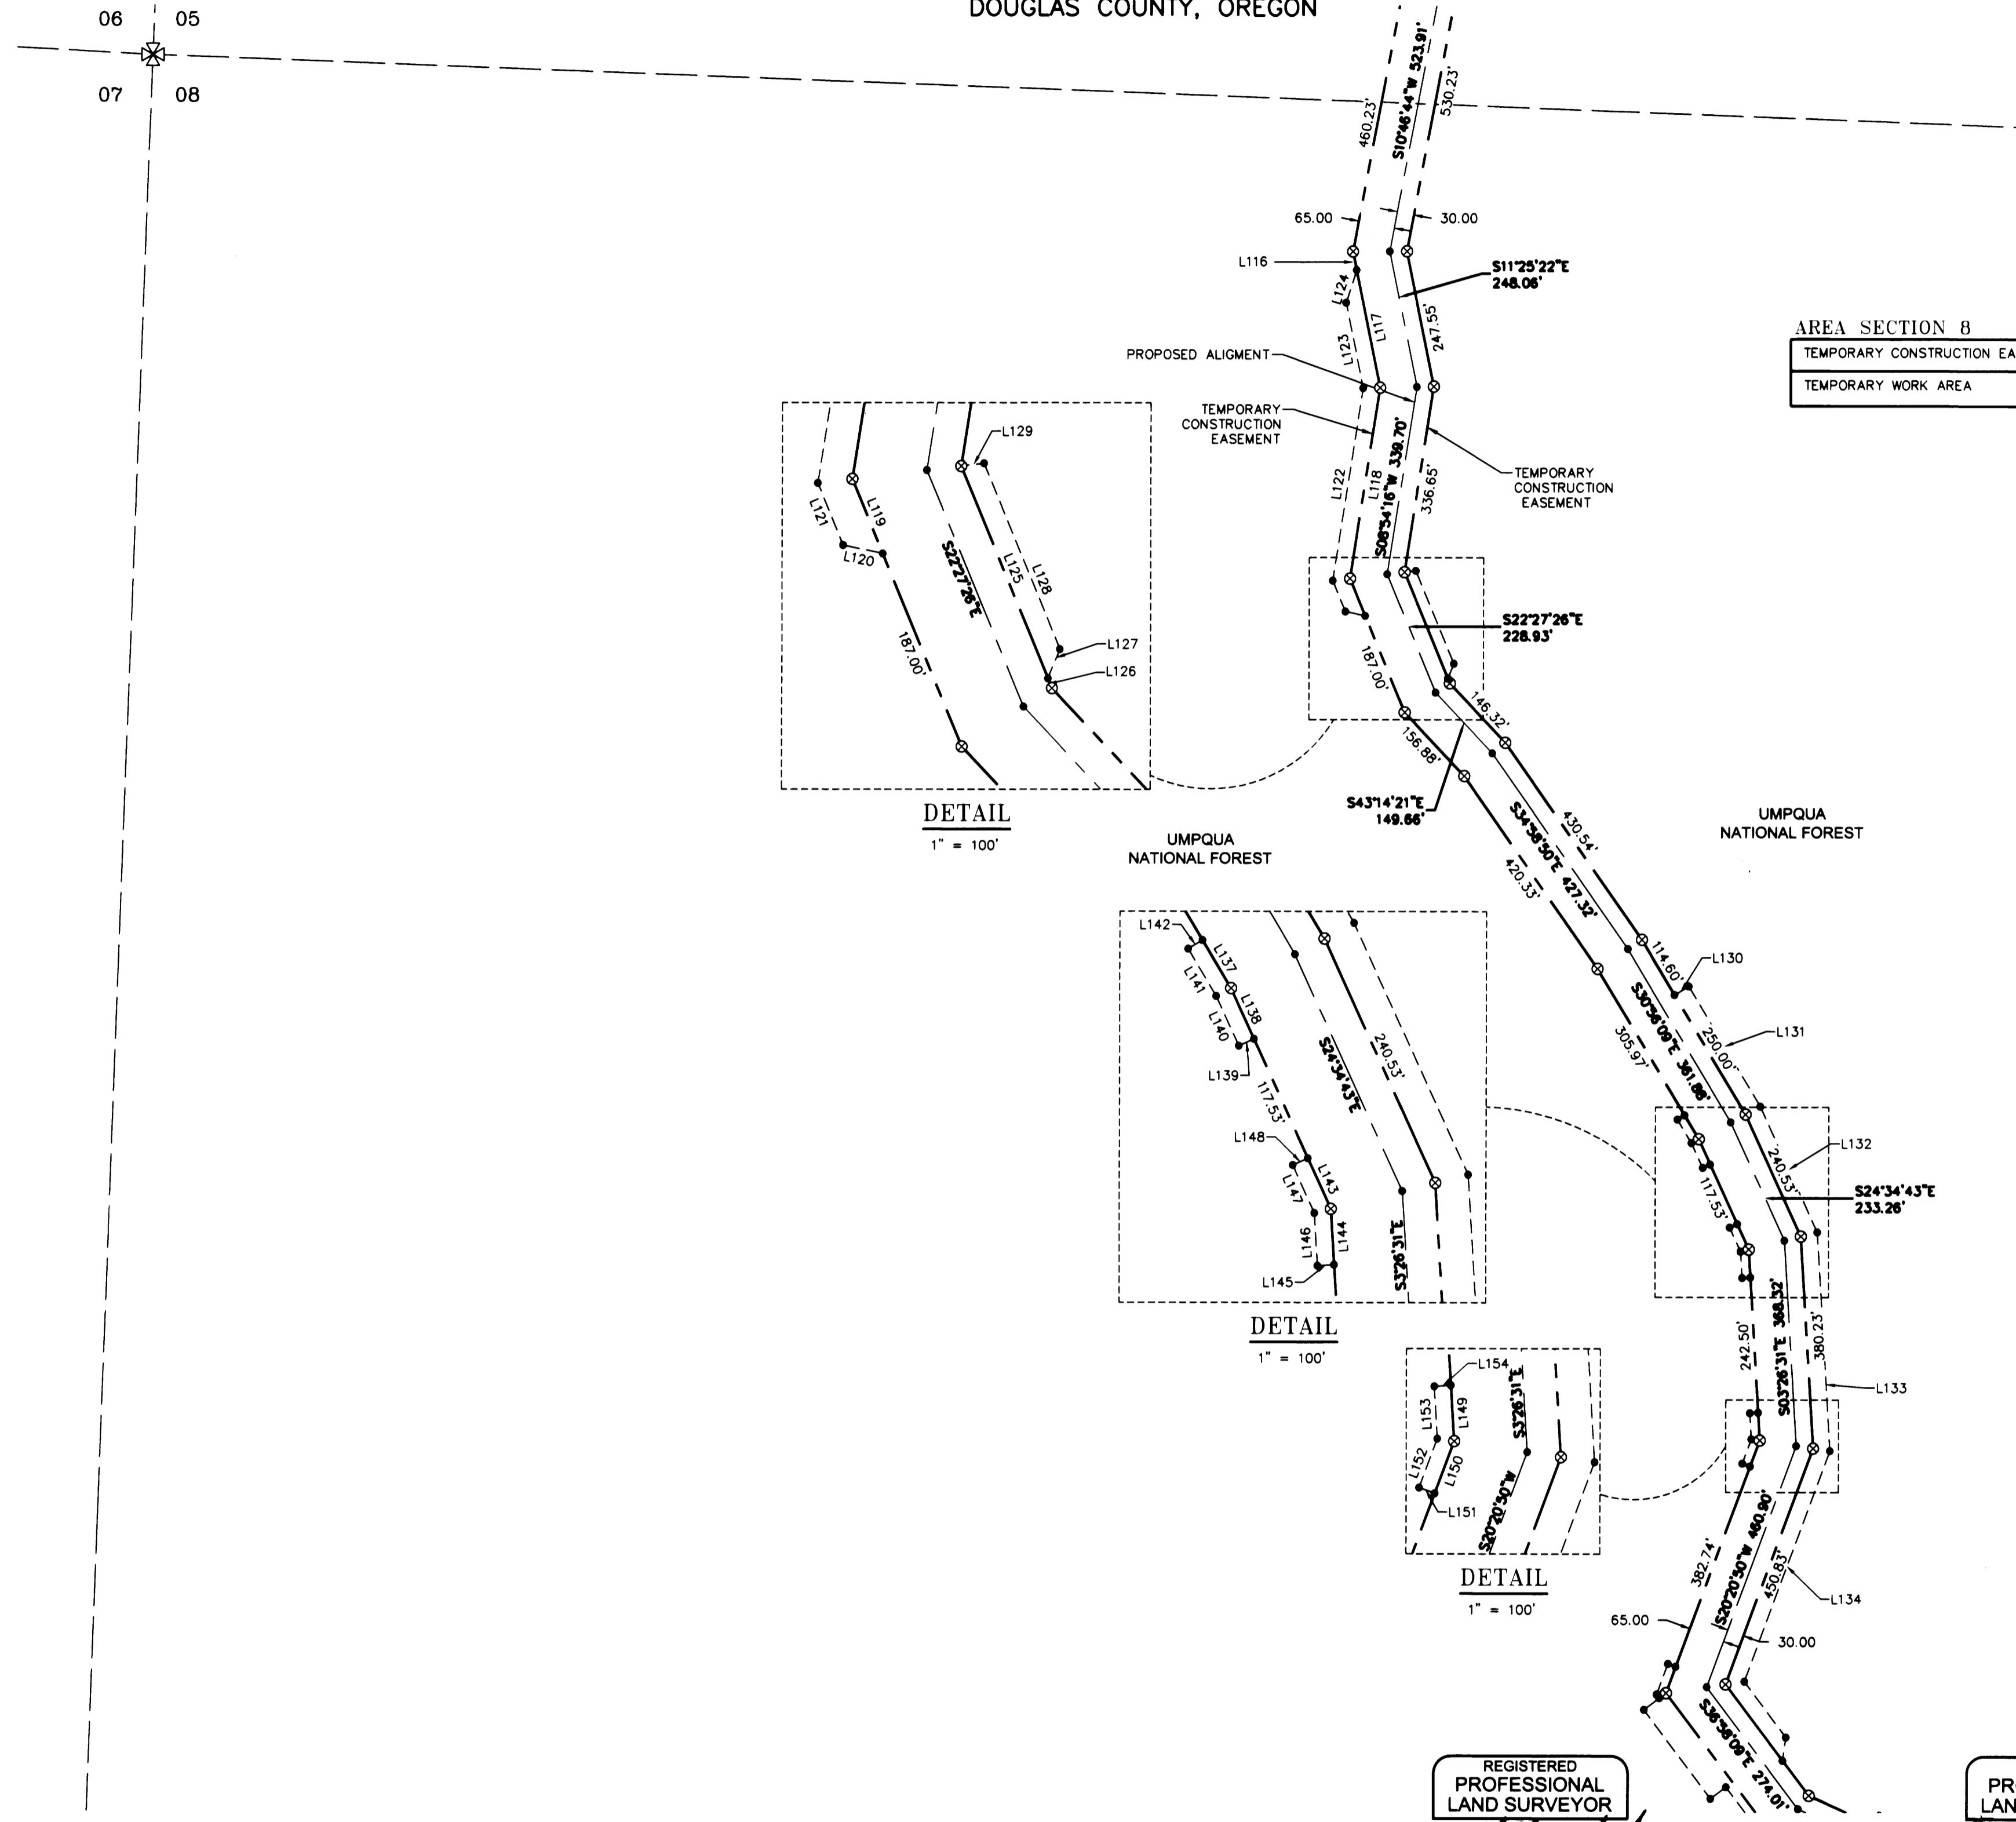 DOUGLAS COUNTY, OREGON
06 05
07 08
S10°46'44"W 523.91'
460.23'
530.23'
65.00
30.00
L116
L124
S11°25'22"E
248.06'
L117
L123
247.55'
PROPOSED ALIGMENT
TEMPORARY
CONSTRUCTION
EASEMENT
AREA SECTION 8
TEMPORARY CONSTRUCTION EA
TEMPORARY WORK AREA
L122
L118
S08°54'16"W 339.70'
336.65'
TEMPORARY
CONSTRUCTION
EASEMENT
L129
L121
L119
L120
S22°27'26"E
L125
L128
187.00'
L127
L126
DETAIL
1" = 100'
S22°27'26"E
228.93'
187.00'
146.32'
156.88'
S43°14'21"E
149.66'
UMPQUA
NATIONAL FOREST
UMPQUA
NATIONAL FOREST
S34°58'50"E 427.32'
430.54'
420.33'
114.60'
L130
S30°56'09"E 361.86'
250.00'
L131
305.97'
L142
L137
L141
L138
L140
L139
117.53'
S24°34'43"E
240.53'
L148
L143
L147
L146
L144
L145
S3°26'31"E
DETAIL
1" = 100'
L132
240.53'
117.53'
S24°34'43"E
233.26'
242.50'
S03°26'31"E 368.32'
380.23'
L133
L154
L153
L149
L152
L150
L151
S3°26'31"E
S20°20'50"W
DETAIL
1" = 100'
382.74'
S20°20'50"W 460.90'
450.83'
L134
65.00
30.00
S36°58'09"E 274.01'
REGISTERED
PROFESSIONAL
LAND SURVEYOR
PR
LAN